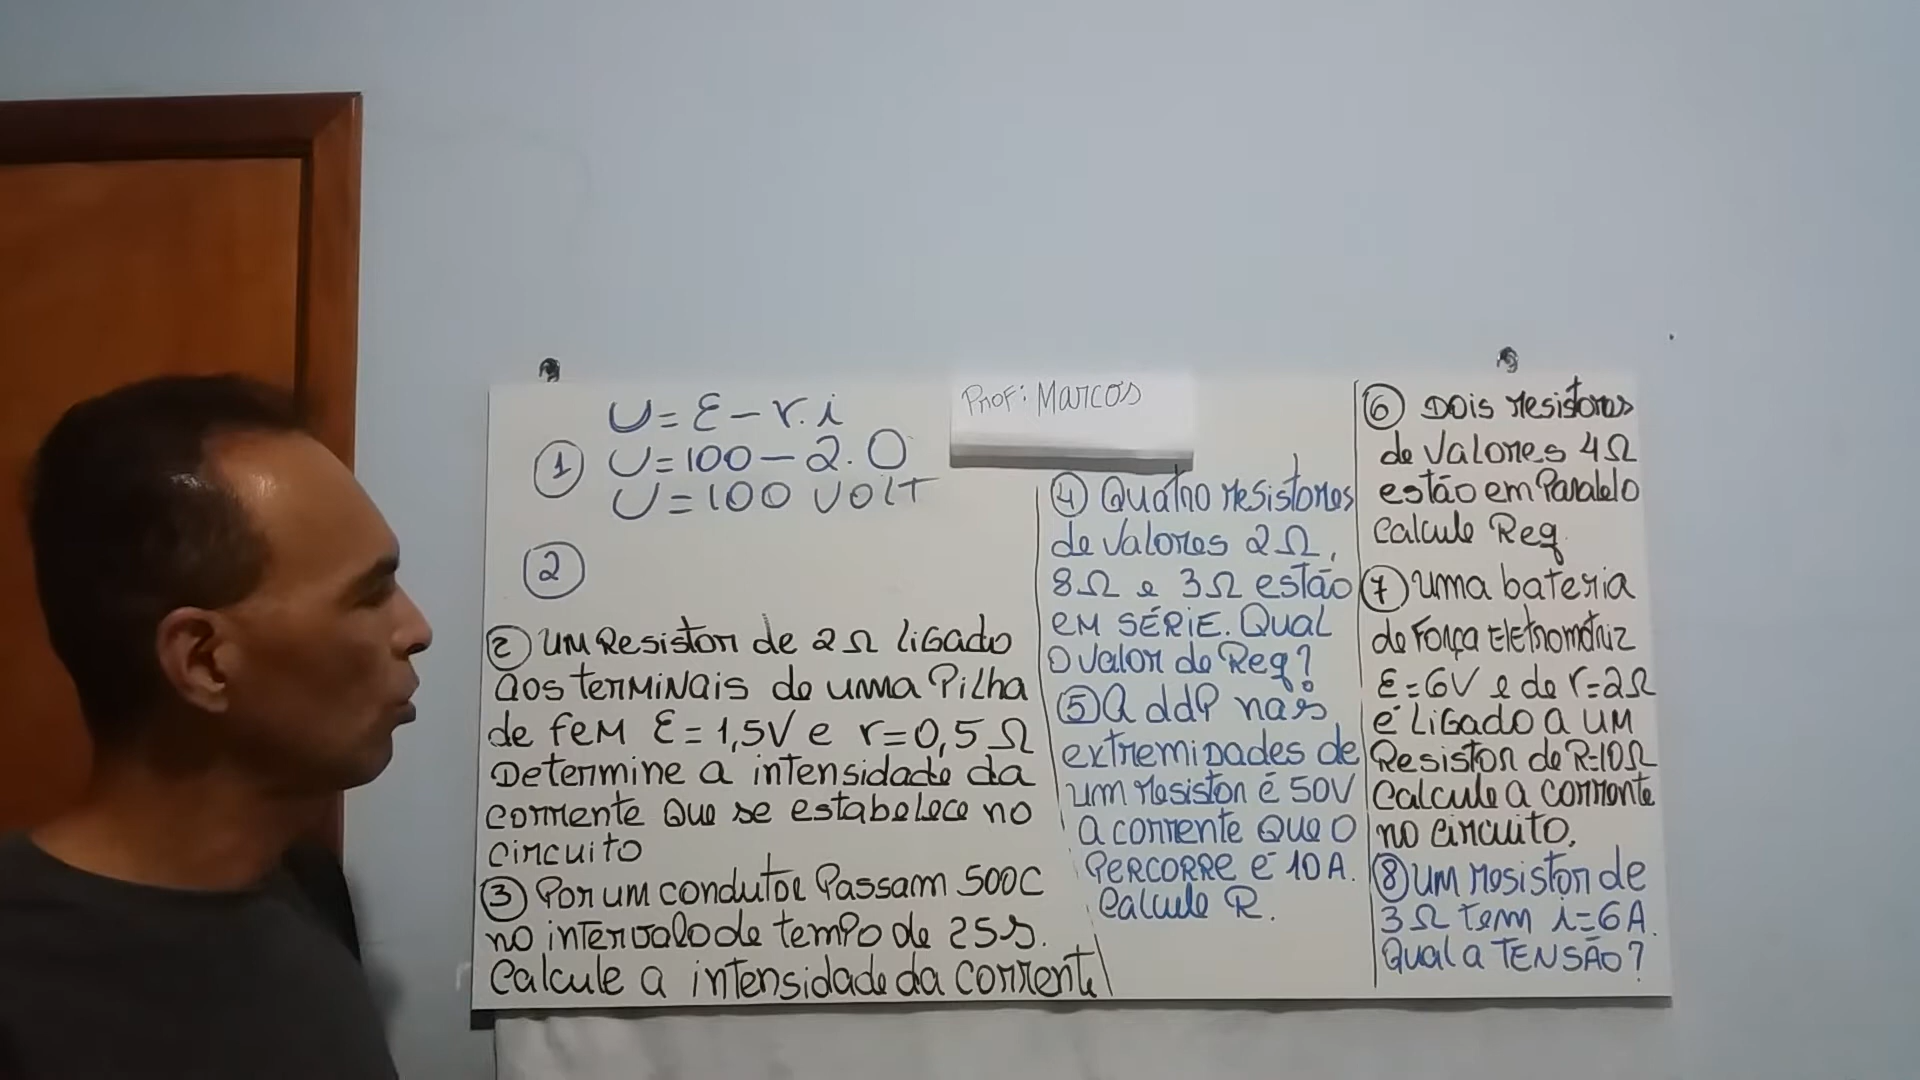 U = ε - r.i
① U = 100 - 2.0
U = 100 VOLT
②
Prof: Marcos
② UM Resistor de 2Ω LiGado
aos terminais de uma Pilha
de feM ε = 1,5V e r = 0,5Ω
Determine a intensidade da
corrente Que se estabelece no
circuito
③ Por um condutor Passam 500C
no intervalo de tempo de 25s.
Calcule a intensidade da corrente
④ Quatro resistores
de valores 2Ω,
8Ω e 3Ω estão
eM SÉRiE. Qual
O valor de Req?
⑤ A ddP nas
extremidades de
um resistor é 50V
A corrente Que O
PERCORRE É 10A.
Calcule R.
⑥ Dois resistores
de valores 4Ω
estão em Paralelo
Calcule Req.
⑦ Uma bateria
de Força Eletromotriz
ε = 6V e de r = 2Ω
é LiGado a UM
Resistor de R=10Ω
Calcule a corrente
no circuito.
⑧ UM resistor de
3Ω tem i = 6A.
Qual a TENSÃO?